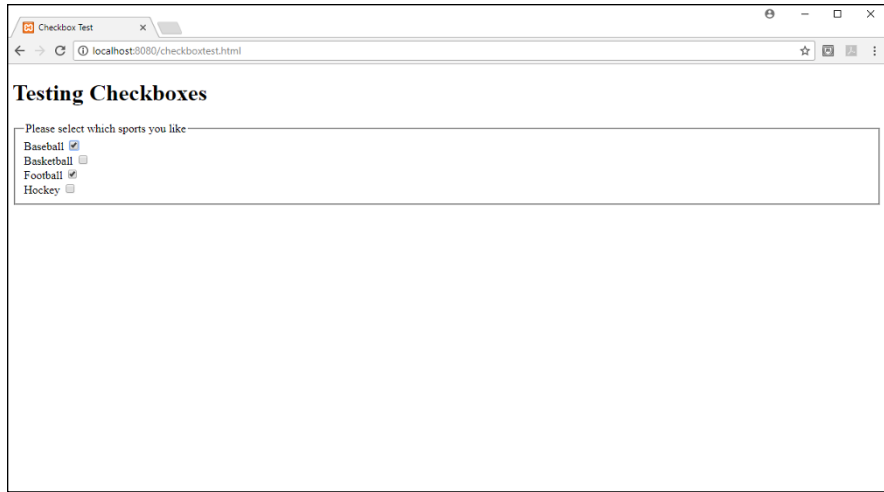 Checkbox Test
localhost:8080/checkboxtest.html
Testing Checkboxes
Please select which sports you like
Baseball
Basketball
Football
Hockey